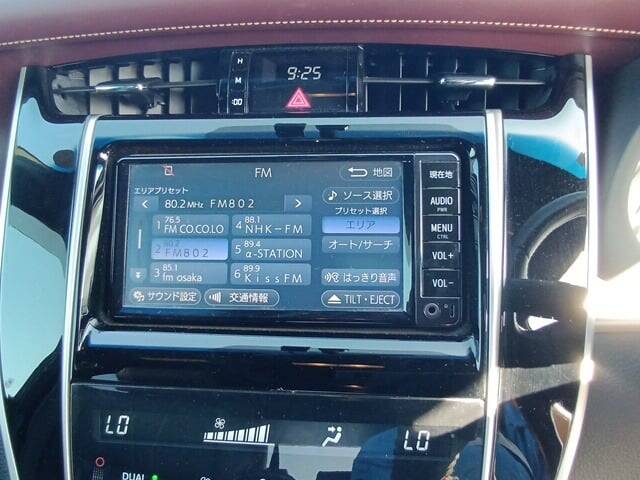 H
M
:00
9:25
FM
地図
エリアプリセット
80.2 MHz FM802
ソース選択
プリセット選択
エリア
オート/サーチ
はっきり音声
TILT・EJECT
1 76.5 FM CO.CO.LO
4 88.1 NHK-FM
2 80.2 FM802
5 89.4 α-STATION
3 85.1 fm osaka
6 89.9 Kiss FM
サウンド設定
交通情報
現在地
AUDIO
PWR
MENU
CTRL
VOL+
VOL-
LO
LO
DUAL